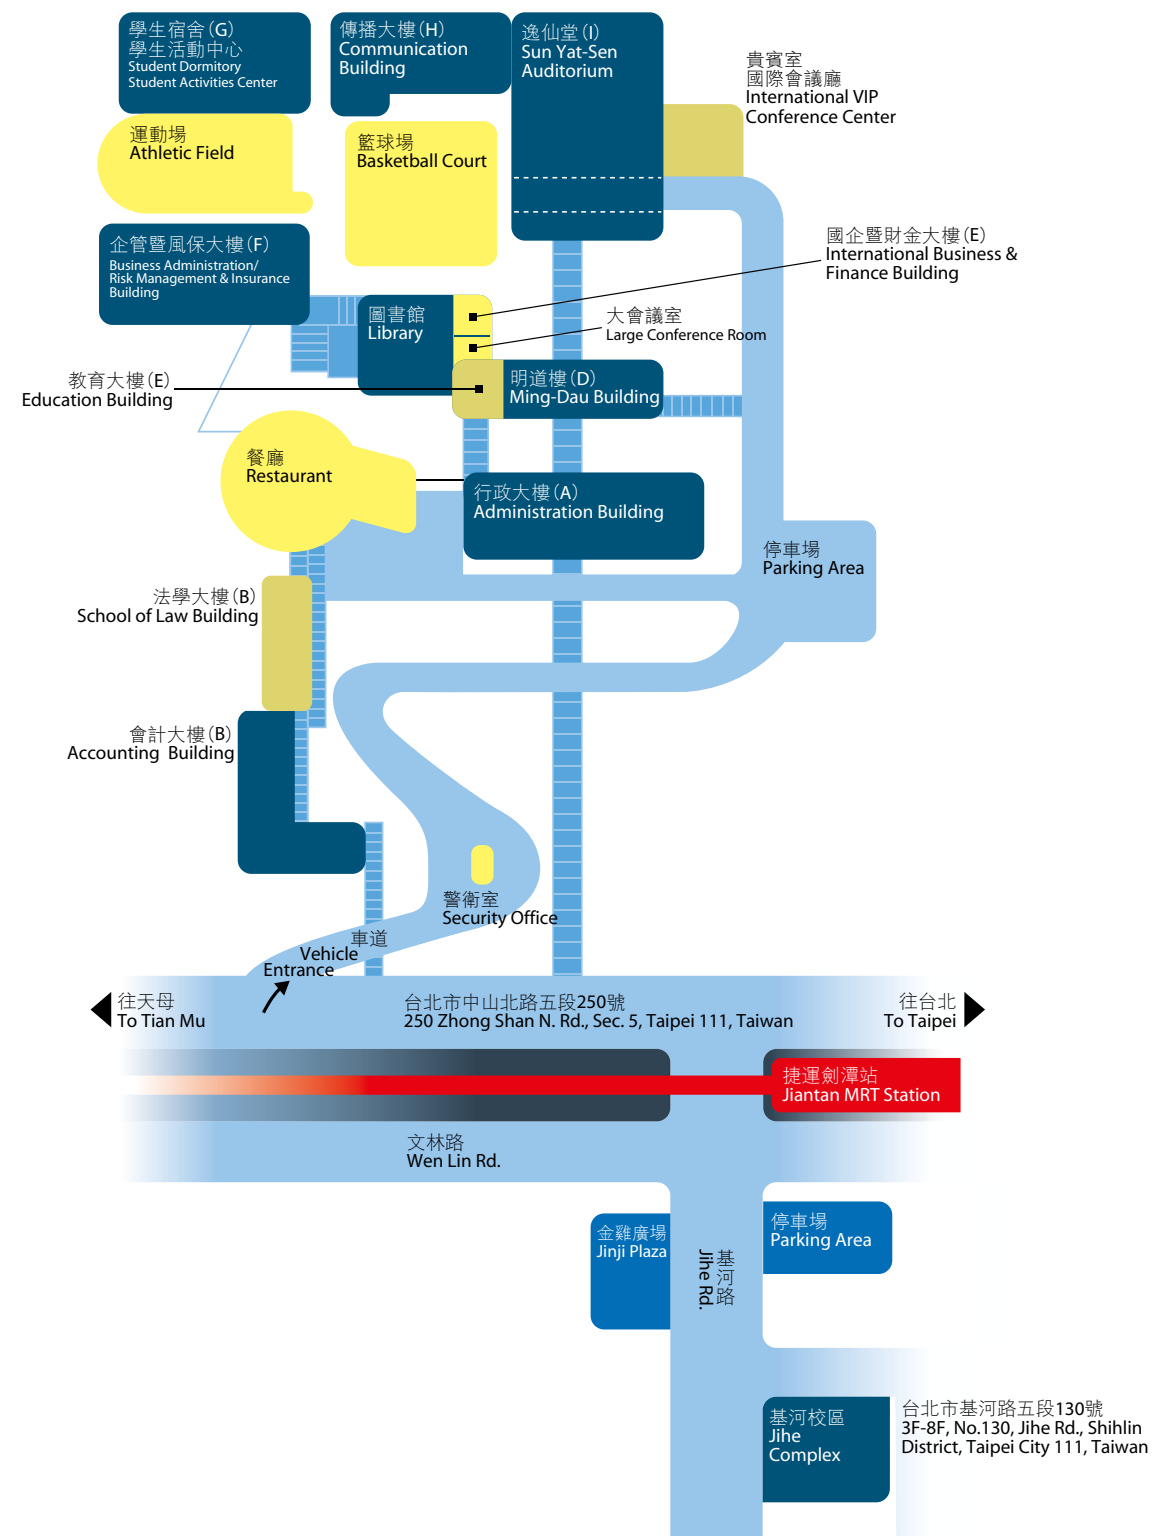 學生宿舍(G)
學生活動中心
Student Dormitory
Student Activities Center
傳播大樓(H)
Communication
Building
逸仙堂(I)
Sun Yat-Sen
Auditorium
貴賓室
國際會議廳
International VIP
Conference Center
運動場
Athletic Field
籃球場
Basketball Court
企管暨風保大樓(F)
Business Administration/
Risk Management & Insurance
Building
國企暨財金大樓(E)
International Business &
Finance Building
圖書館
Library
大會議室
Large Conference Room
教育大樓(E)
Education Building
明道樓(D)
Ming-Dau Building
餐廳
Restaurant
行政大樓(A)
Administration Building
停車場
Parking Area
法學大樓(B)
School of Law Building
會計大樓(B)
Accounting Building
警衛室
Security Office
車道
Vehicle
Entrance
往天母
To Tian Mu
台北市中山北路五段250號
250 Zhong Shan N. Rd., Sec. 5, Taipei 111, Taiwan
往台北
To Taipei
捷運劍潭站
Jiantan MRT Station
文林路
Wen Lin Rd.
金雞廣場
Jinji Plaza
基河路
Jihe Rd.
停車場
Parking Area
基河校區
Jihe
Complex
台北市基河路五段130號
3F-8F, No.130, Jihe Rd., Shihlin
District, Taipei City 111, Taiwan